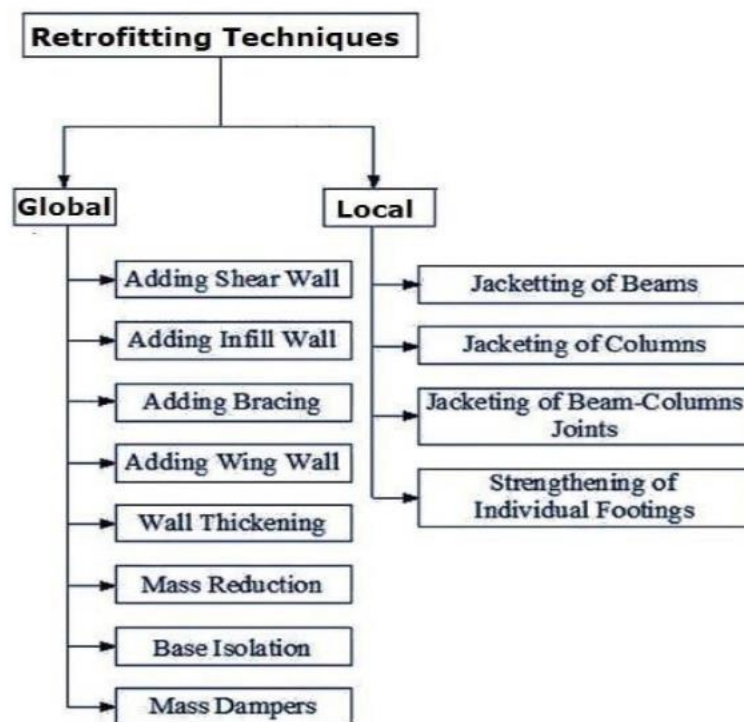 Retrofitting Techniques
Global
Local
Adding Shear Wall
Adding Infill Wall
Adding Bracing
Adding Wing Wall
Wall Thickening
Mass Reduction
Base Isolation
Mass Dampers
Jacketting of Beams
Jacketing of Columns
Jacketing of Beam-Columns
Joints
Strengthening of
Individual Footings